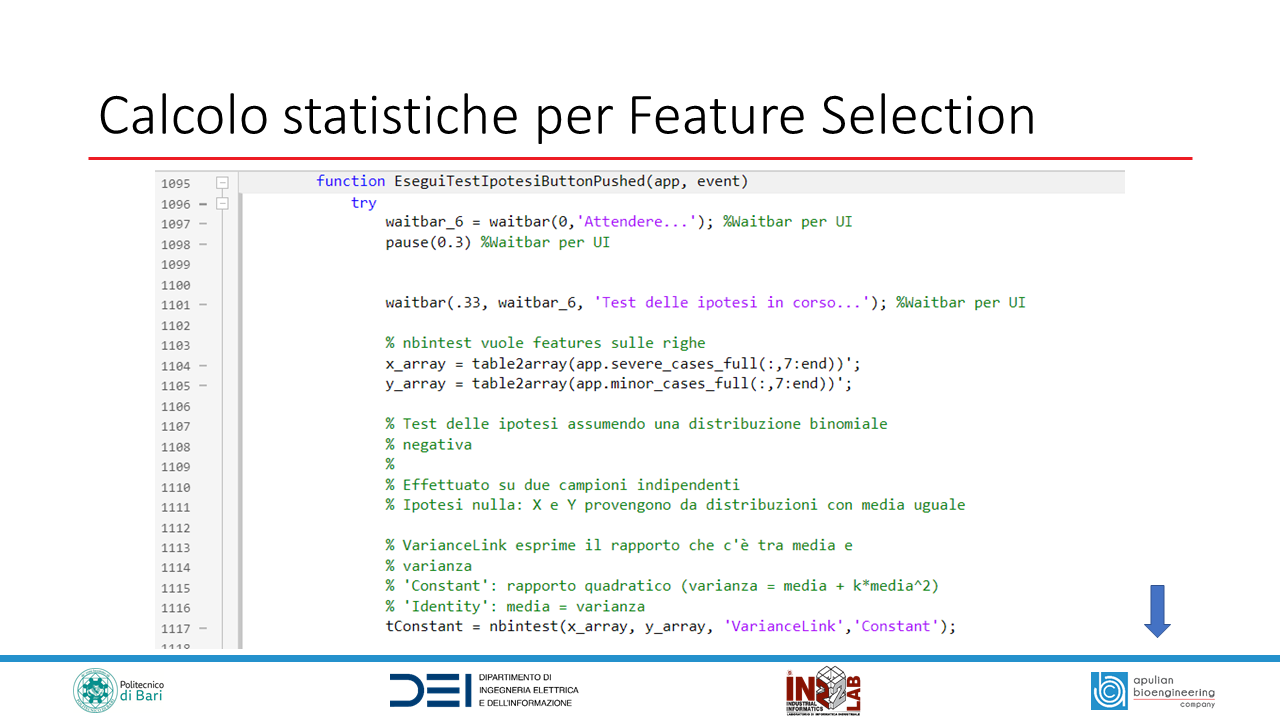 Calcolo statistiche per Feature Selection
1095 function EseguiTestIpotesiButtonPushed(app, event)
1096 try
1097 waitbar_6 = waitbar(0,'Attendere...'); %Waitbar per UI
1098 pause(0.3) %Waitbar per UI
1099
1100
1101 waitbar(.33, waitbar_6, 'Test delle ipotesi in corso...'); %Waitbar per UI
1102
1103 % nbintest vuole features sulle righe
1104 x_array = table2array(app.severe_cases_full(:,7:end))';
1105 y_array = table2array(app.minor_cases_full(:,7:end))';
1106
1107 % Test delle ipotesi assumendo una distribuzione binomiale
1108 % negativa
1109 %
1110 % Effettuato su due campioni indipendenti
1111 % Ipotesi nulla: X e Y provengono da distribuzioni con media uguale
1112
1113 % VarianceLink esprime il rapporto che c'è tra media e
1114 % varianza
1115 % 'Constant': rapporto quadratico (varianza = media + k*media^2)
1116 % 'Identity': media = varianza
1117 tConstant = nbintest(x_array, y_array, 'VarianceLink','Constant');
1118
Politecnico
di Bari
DEI
DIPARTIMENTO DI
INGEGNERIA ELETTRICA
E DELL'INFORMAZIONE
INDUSTRIAL
INFORMATICS
LAB
LABORATORIO DI INFORMATICA INDUSTRIALE
apulian
bioengineering
company